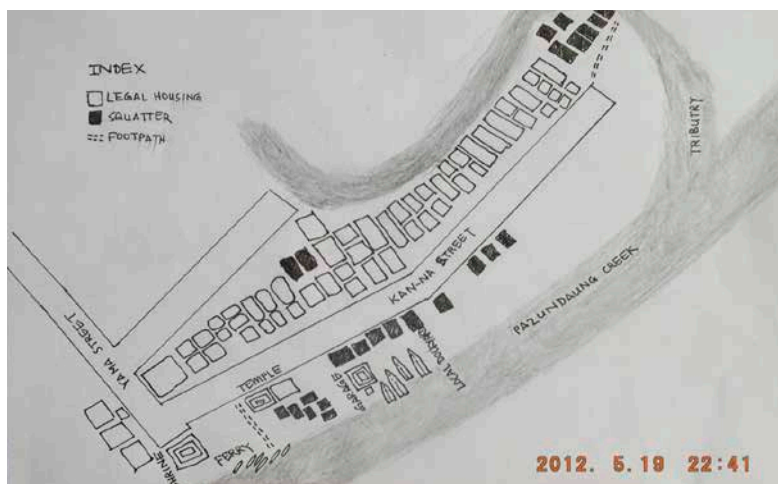 INDEX
LEGAL HOUSING
SQUATTER
FOOTPATH
TRIBUTRY
KAN-NA STREET
PAZUNDAUNG CREEK
YAMA STREET
TEMPLE
GARAGE
LOCAL
FERRY
2012. 5.19 22:41